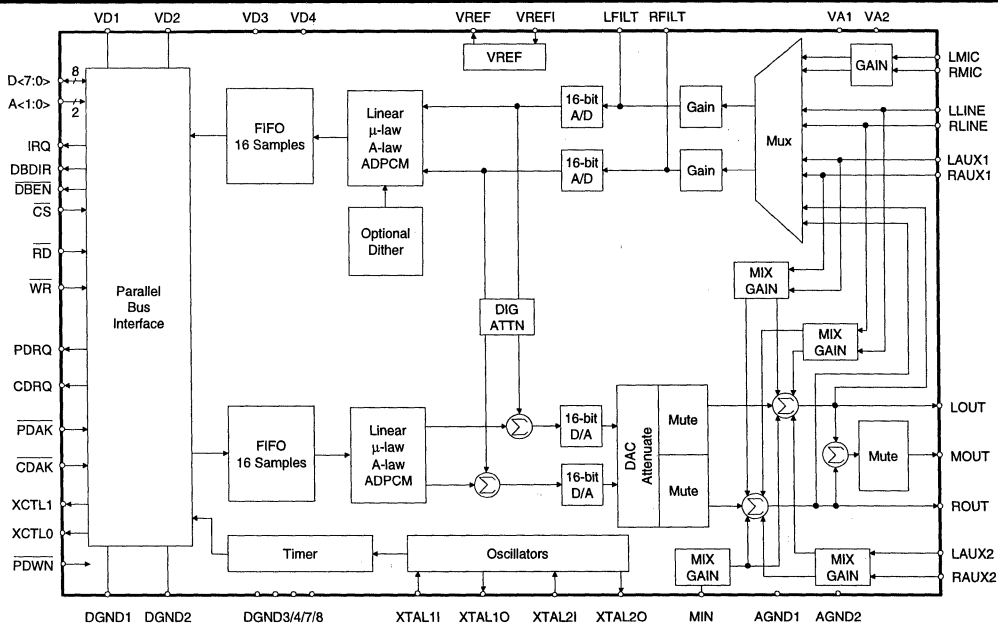 VD1 VD2 VD3 VD4 VREF VREFI LFILT RFILT VA1 VA2
VREF
GAIN
LMIC
RMIC
D<7:0>
8
A<1:0>
2
IRQ
DBDIR
DBEN
CS
RD
WR
PDRQ
CDRQ
PDAK
CDAK
XCTL1
XCTL0
PDWN
Parallel
Bus
Interface
FIFO
16 Samples
Linear
µ-law
A-law
ADPCM
Optional
Dither
16-bit
A/D
16-bit
A/D
Gain
Gain
Mux
LLINE
RLINE
LAUX1
RAUX1
MIX
GAIN
DIG
ATTN
MIX
GAIN
FIFO
16 Samples
Linear
µ-law
A-law
ADPCM
Σ
Σ
16-bit
D/A
16-bit
D/A
DAC
Attenuate
Mute
Mute
Σ
Σ
Σ
Mute
LOUT
MOUT
ROUT
Timer
Oscillators
MIX
GAIN
MIX
GAIN
LAUX2
RAUX2
DGND1 DGND2 DGND3/4/7/8 XTAL1I XTAL1O XTAL2I XTAL2O MIN AGND1 AGND2